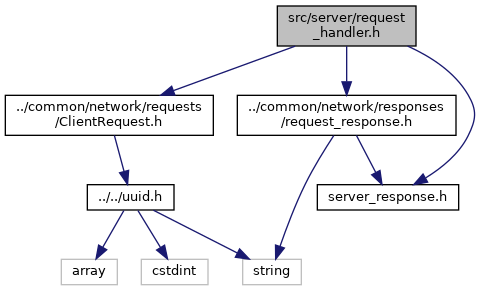 src/server/request
_handler.h
../common/network/requests
/ClientRequest.h
../common/network/responses
/request_response.h
../../uuid.h
server_response.h
array
cstdint
string